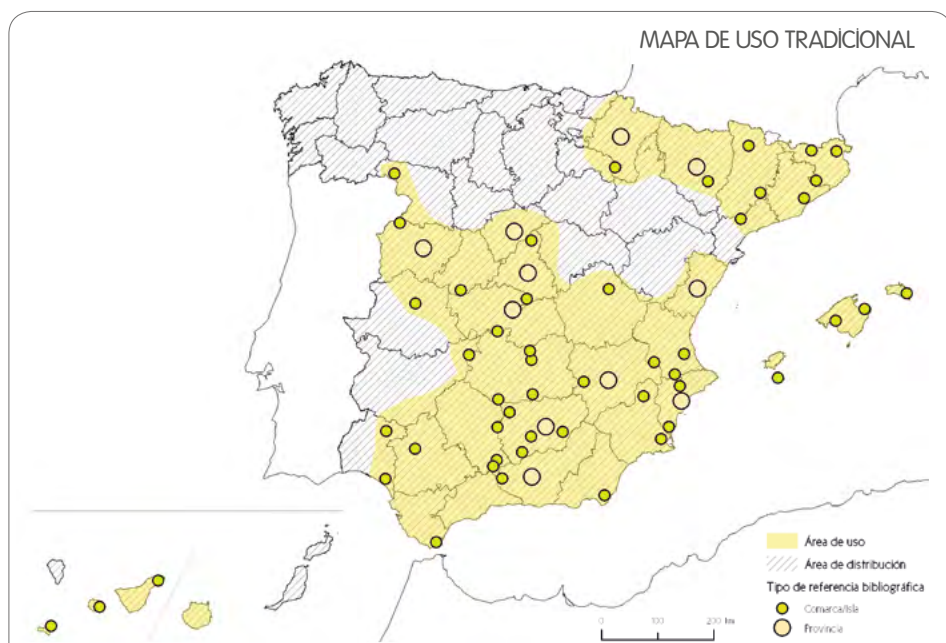 MAPA DE USO TRADICIONAL
Área de uso
Área de distribución
Tipo de referencia bibliográfica
Comarca/Isla
Provincia
0 100 200 km